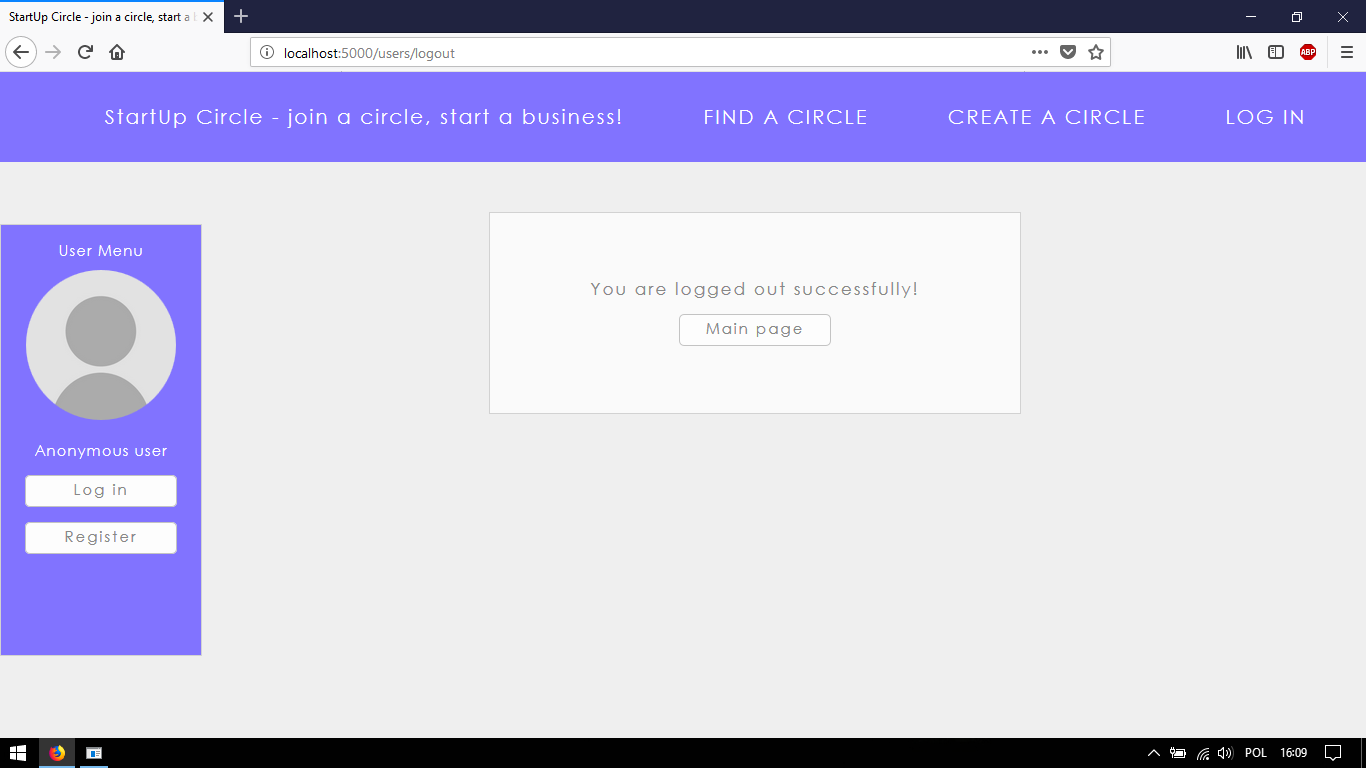 StartUp Circle - join a circle, start a
localhost:5000/users/logout
ABP
StartUp Circle - join a circle, start a business! FIND A CIRCLE CREATE A CIRCLE LOG IN
User Menu
Anonymous user
Log in
Register
You are logged out successfully!
Main page
POL 16:09